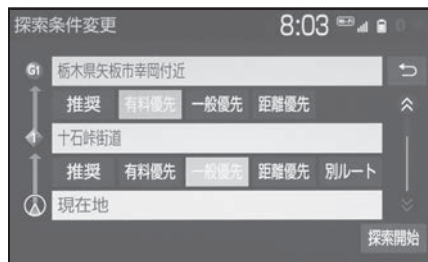 探索条件変更 8:03 Wi-Fi
G1 栃木県矢板市幸岡付近
推奨 有料優先 一般優先 距離優先
1 十石峠街道
推奨 有料優先 一般優先 距離優先 別ルート
現在地
探索開始